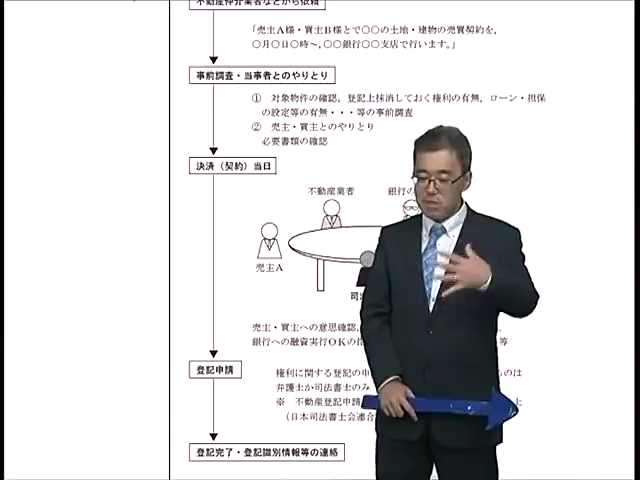 不動産仲介業者などから依頼
「売主Ａ様・買主Ｂ様とで○○の土地・建物の売買契約を、
○月○日○時～、○○銀行○○支店で行います。」
事前調査・当事者とのやりとり
① 対象物件の確認，登記上抹消しておく権利の有無，ローン・担保
の設定等の有無・・・等の事前調査
② 売主・買主とのやりとり
必要書類の確認
決済（契約）当日
不動産業者
銀行の
売主Ａ
司
売主・買主への意思確認，
銀行への融資実行ＯＫの
等
登記申請
権利に関する登記の申
るのは
弁護士か司法書士のみ
※ 不動産登記申請
（日本司法書士会連合
登記完了・登記識別情報等の連絡